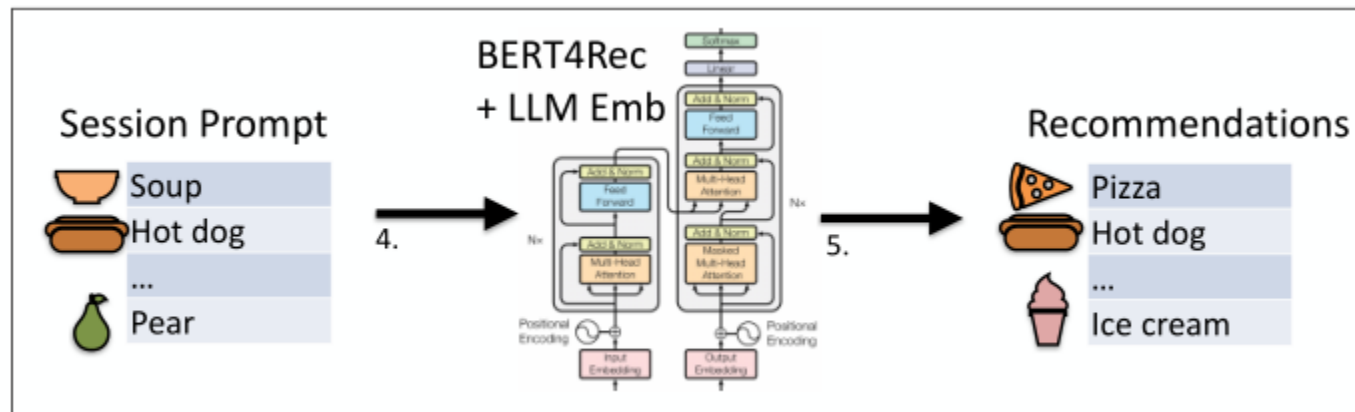 Session Prompt
Soup
Hot dog
...
Pear
4.
BERT4Rec
+ LLM Emb
Add & Norm
Feed
Forward
Nx
Add & Norm
Multi-Head
Attention
Positional
Encoding
Input
Embedding
Softmax
Linear
Add & Norm
Feed
Forward
Add & Norm
Multi-Head
Attention
Nx
Add & Norm
Masked
Multi-Head
Attention
Positional
Encoding
Output
Embedding
5.
Recommendations
Pizza
Hot dog
...
Ice cream